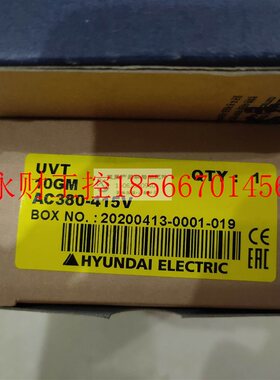 UVT QTY : 1
10GM
永财工控18566701456
AC380-415V
BOX NO. : 20200413-0001-019
HYUNDAI ELECTRIC
CE
EAC